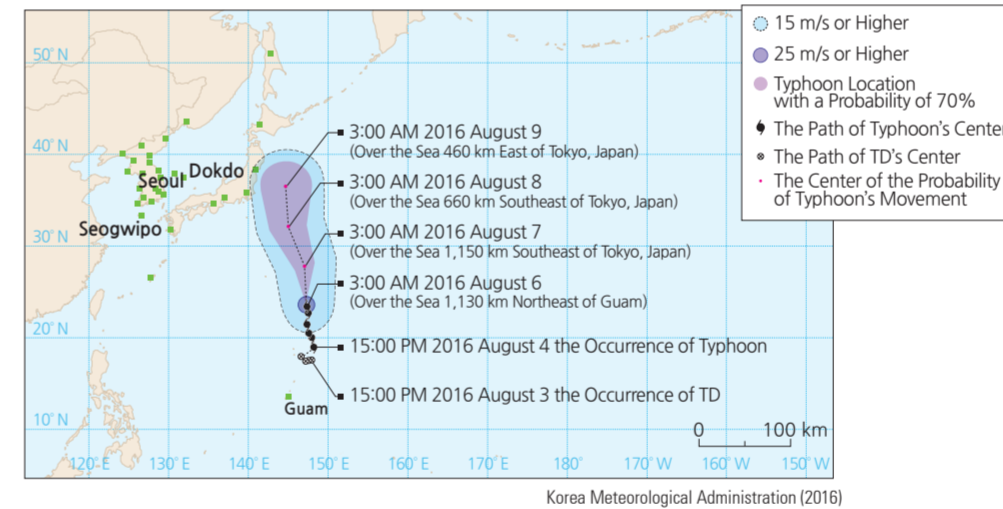 15 m/s or Higher
25 m/s or Higher
Typhoon Location
with a Probability of 70%
The Path of Typhoon's Center
The Path of TD's Center
The Center of the Probability
of Typhoon's Movement
50° N
40° N
30° N
20° N
10° N
Seoul
Dokdo
Seogwipo
Guam
3:00 AM 2016 August 9
(Over the Sea 460 km East of Tokyo, Japan)
3:00 AM 2016 August 8
(Over the Sea 660 km Southeast of Tokyo, Japan)
3:00 AM 2016 August 7
(Over the Sea 1,150 km Southeast of Tokyo, Japan)
3:00 AM 2016 August 6
(Over the Sea 1,130 km Northeast of Guam)
15:00 PM 2016 August 4 the Occurrence of Typhoon
15:00 PM 2016 August 3 the Occurrence of TD
0 100 km
120° E 130° E 140° E 150° E 160° E 170° E 180° 170° W 160° W 150° W
Korea Meteorological Administration (2016)